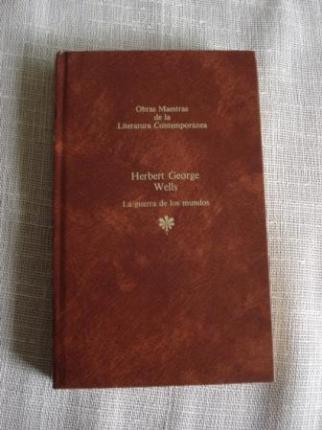 Obras Maestras
de la
Literatura Contemporánea
Herbert George
Wells
La guerra de los mundos